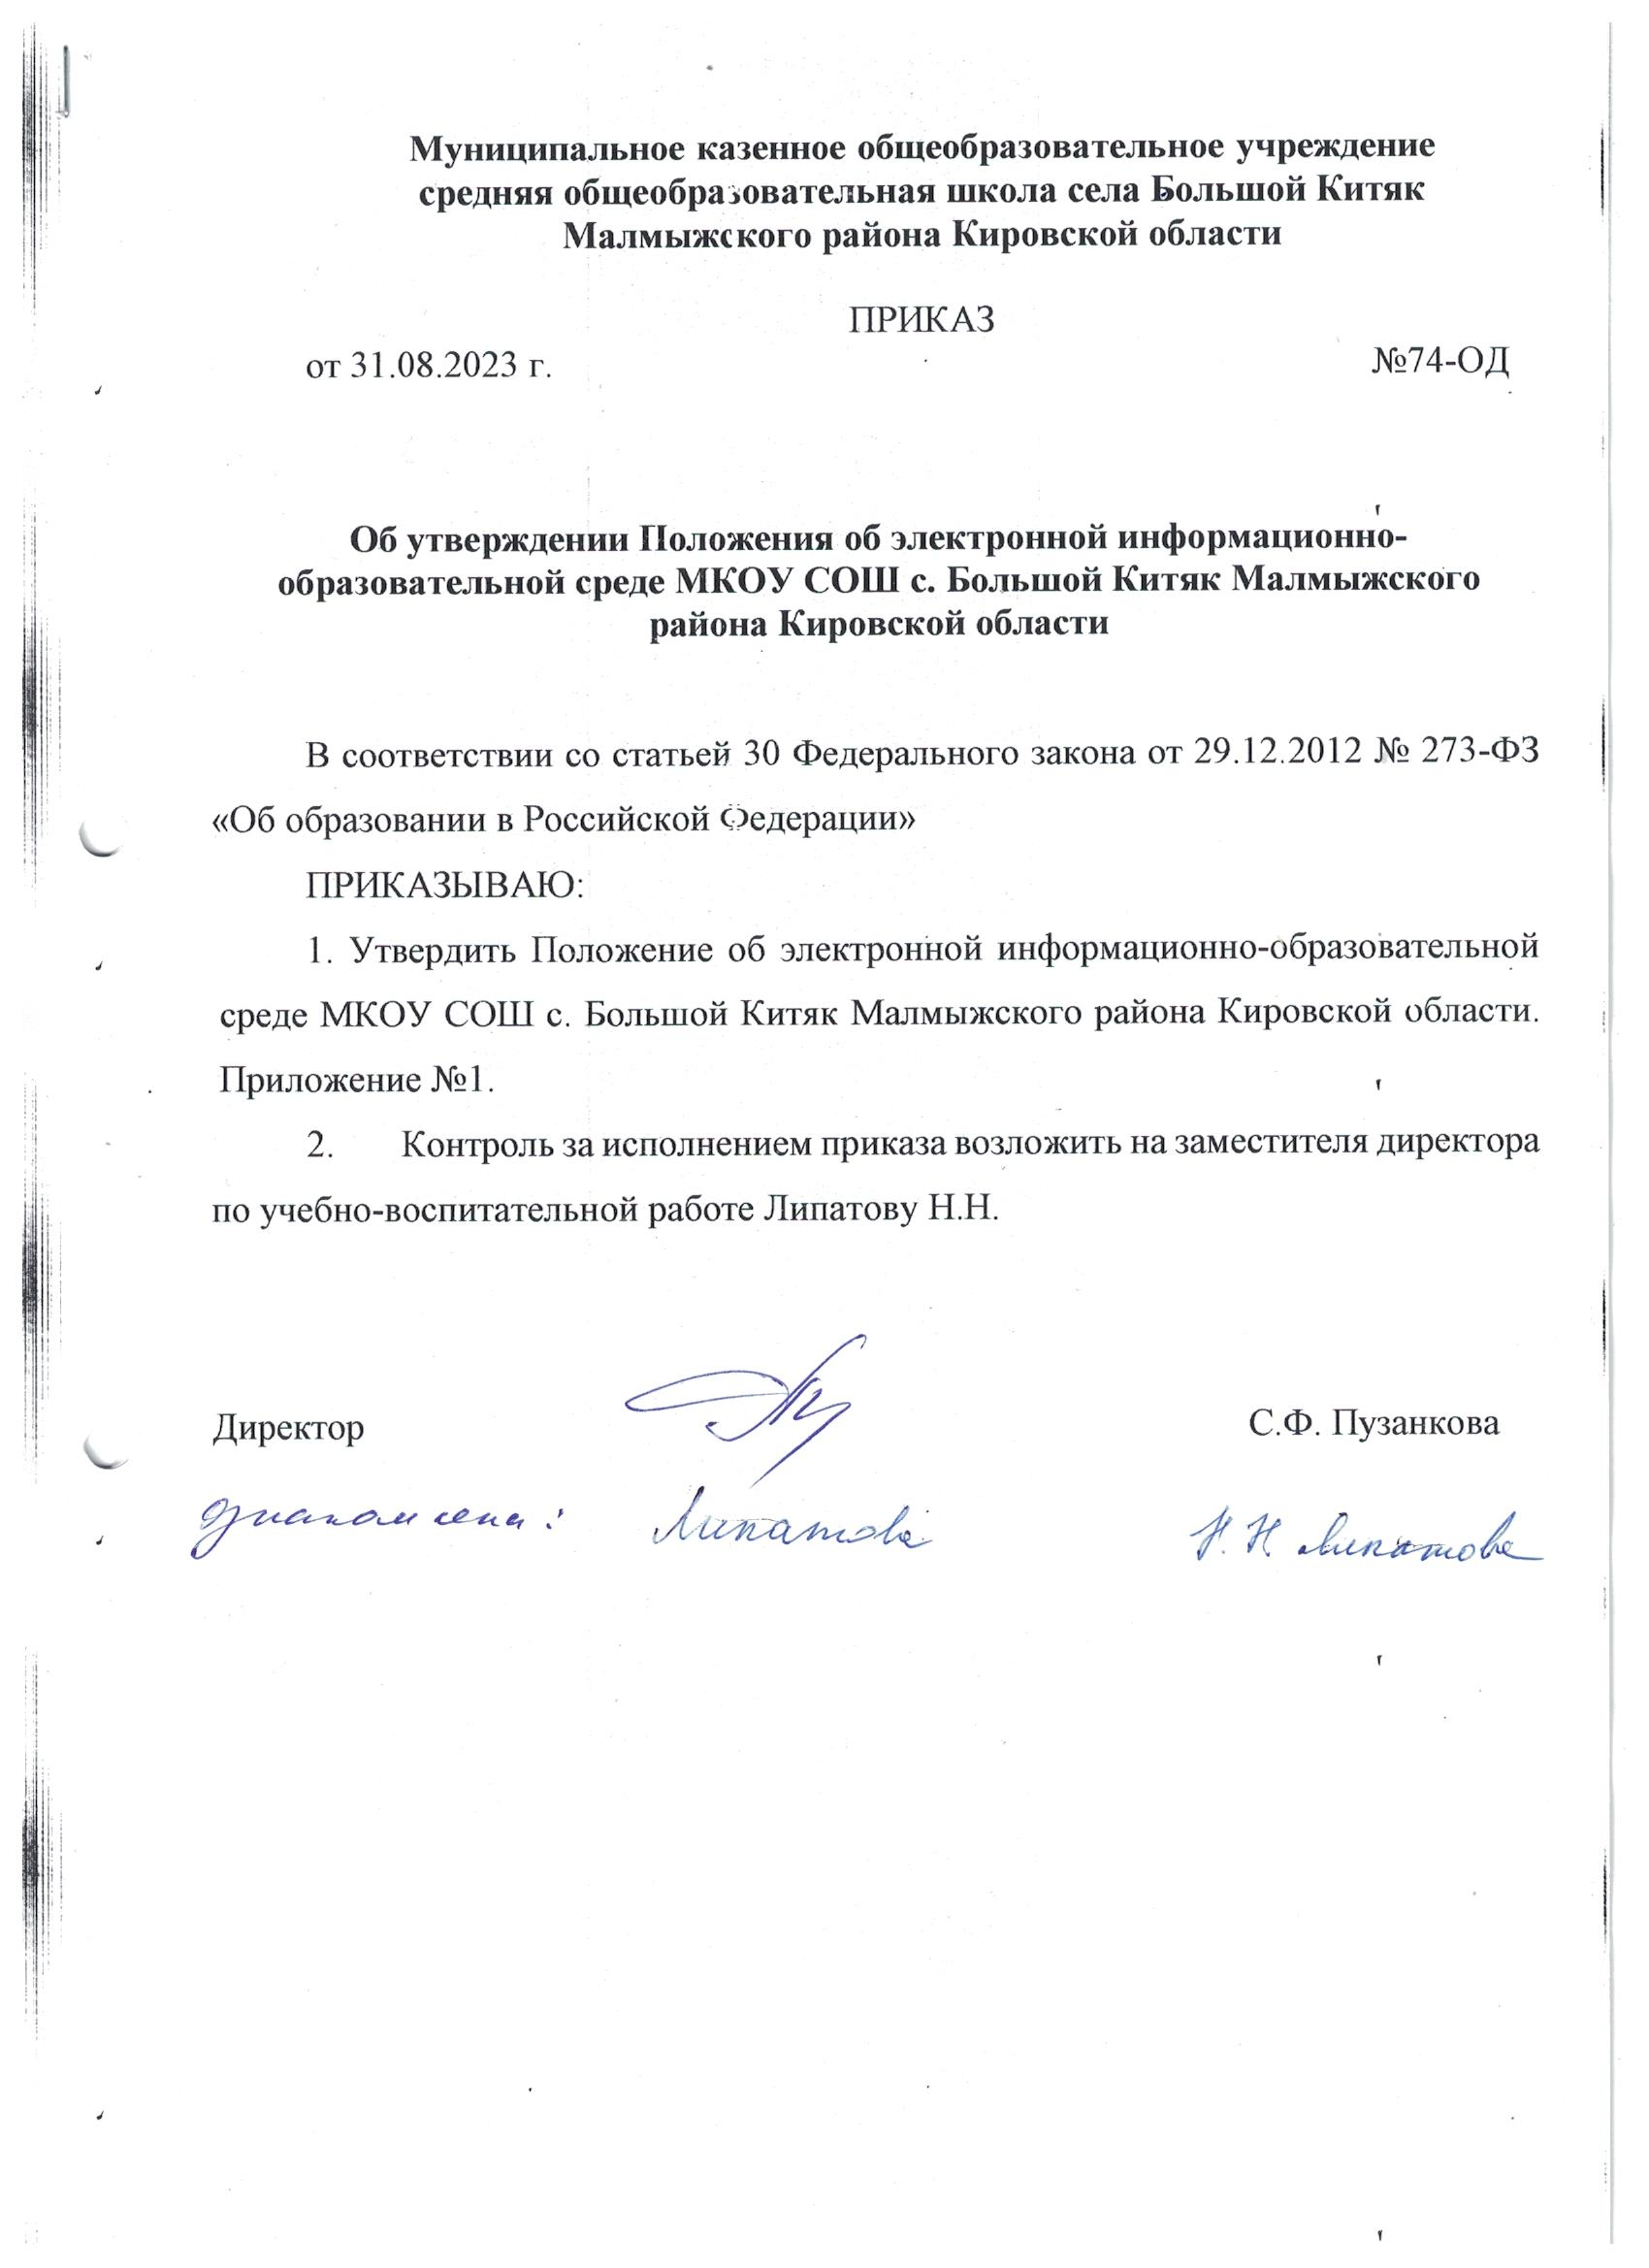 Муниципальное казенное общеобразовательное учреждение
средняя общеобразовательная школа села Большой Китяк
Малмыжского района Кировской области
ПРИКАЗ
от 31.08.2023 г. №74-ОД
Об утверждении Положения об электронной информационно-
образовательной среде МКОУ СОШ с. Большой Китяк Малмыжского
района Кировской области
В соответствии со статьей 30 Федерального закона от 29.12.2012 № 273-ФЗ
«Об образовании в Российской Федерации»
ПРИКАЗЫВАЮ:
1. Утвердить Положение об электронной информационно-образовательной
среде МКОУ СОШ с. Большой Китяк Малмыжского района Кировской области.
Приложение №1.
2. Контроль за исполнением приказа возложить на заместителя директора
по учебно-воспитательной работе Липатову Н.Н.
Директор С.Ф. Пузанкова
Ознакомлена: Липатова Н.Н. Липатова